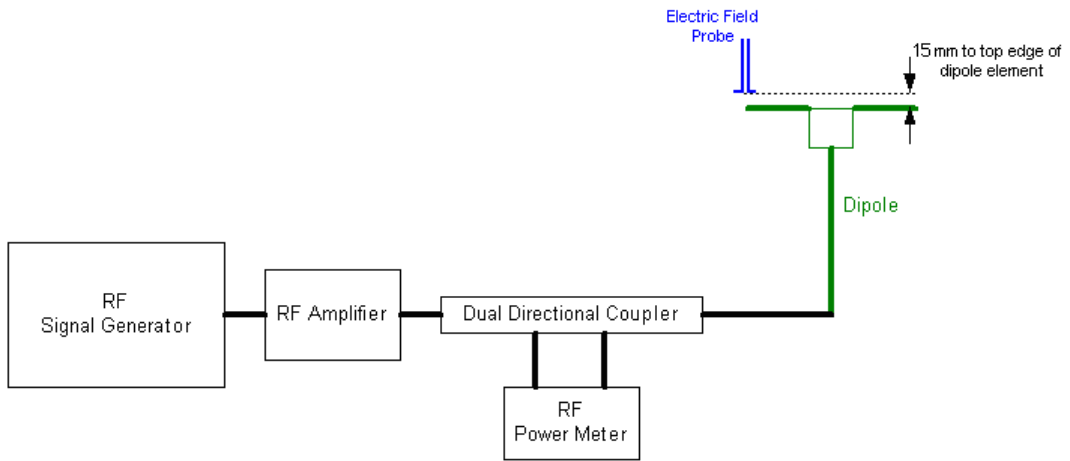 Electric Field
Probe
15 mm to top edge of
dipole element
Dipole
RF
Signal Generator
RF Amplifier
Dual Directional Coupler
RF
Power Meter